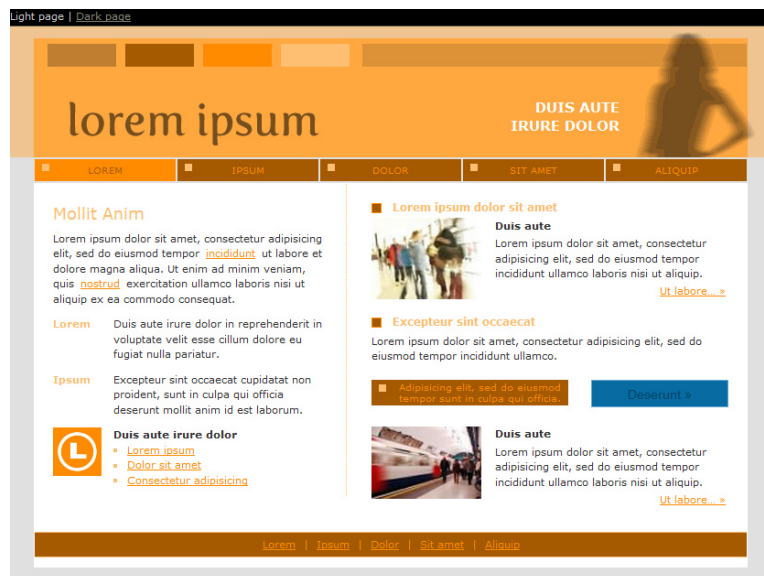 Light page | Dark page
lorem ipsum
DUIS AUTE
IRURE DOLOR
LOREM
IPSUM
DOLOR
SIT AMET
ALIQUIP
Mollit Anim
Lorem ipsum dolor sit amet, consectetur adipisicing
elit, sed do eiusmod tempor incididunt ut labore et
dolore magna aliqua. Ut enim ad minim veniam,
quis nostrud exercitation ullamco laboris nisi ut
aliquip ex ea commodo consequat.
Lorem
Duis aute irure dolor in reprehenderit in
voluptate velit esse cillum dolore eu
fugiat nulla pariatur.
Ipsum
Excepteur sint occaecat cupidatat non
proident, sunt in culpa qui officia
deserunt mollit anim id est laborum.
L
Duis aute irure dolor
Lorem ipsum
Dolor sit amet
Consectetur adipisicing
Lorem ipsum dolor sit amet
Duis aute
Lorem ipsum dolor sit amet, consectetur
adipisicing elit, sed do eiusmod tempor
incididunt ullamco laboris nisi ut aliquip.
Ut labore... »
Excepteur sint occaecat
Lorem ipsum dolor sit amet, consectetur adipisicing elit, sed do
eiusmod tempor incididunt ullamco.
Adipisicing elit, sed do eiusmod
tempor sunt in culpa qui officia.
Deserunt »
Duis aute
Lorem ipsum dolor sit amet, consectetur
adipisicing elit, sed do eiusmod tempor
incididunt ullamco laboris nisi ut aliquip.
Ut labore... »
Lorem | Ipsum | Dolor | Sit amet | Aliquip